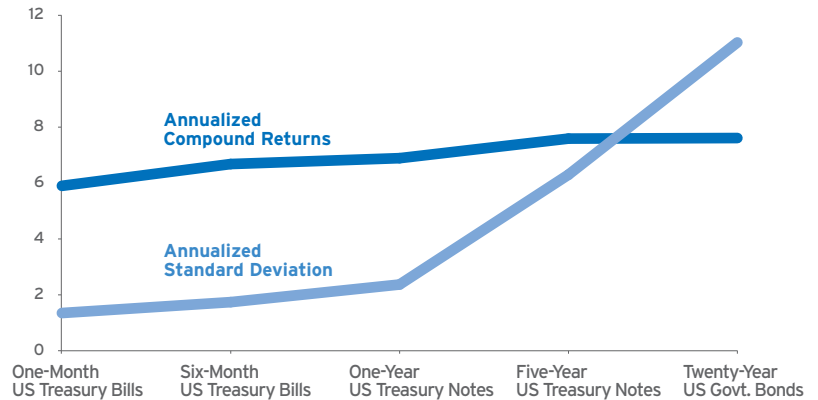 12
10
8
6
4
2
0
Annualized
Compound Returns
Annualized
Standard Deviation
One-Month
US Treasury Bills
Six-Month
US Treasury Bills
One-Year
US Treasury Notes
Five-Year
US Treasury Notes
Twenty-Year
US Govt. Bonds